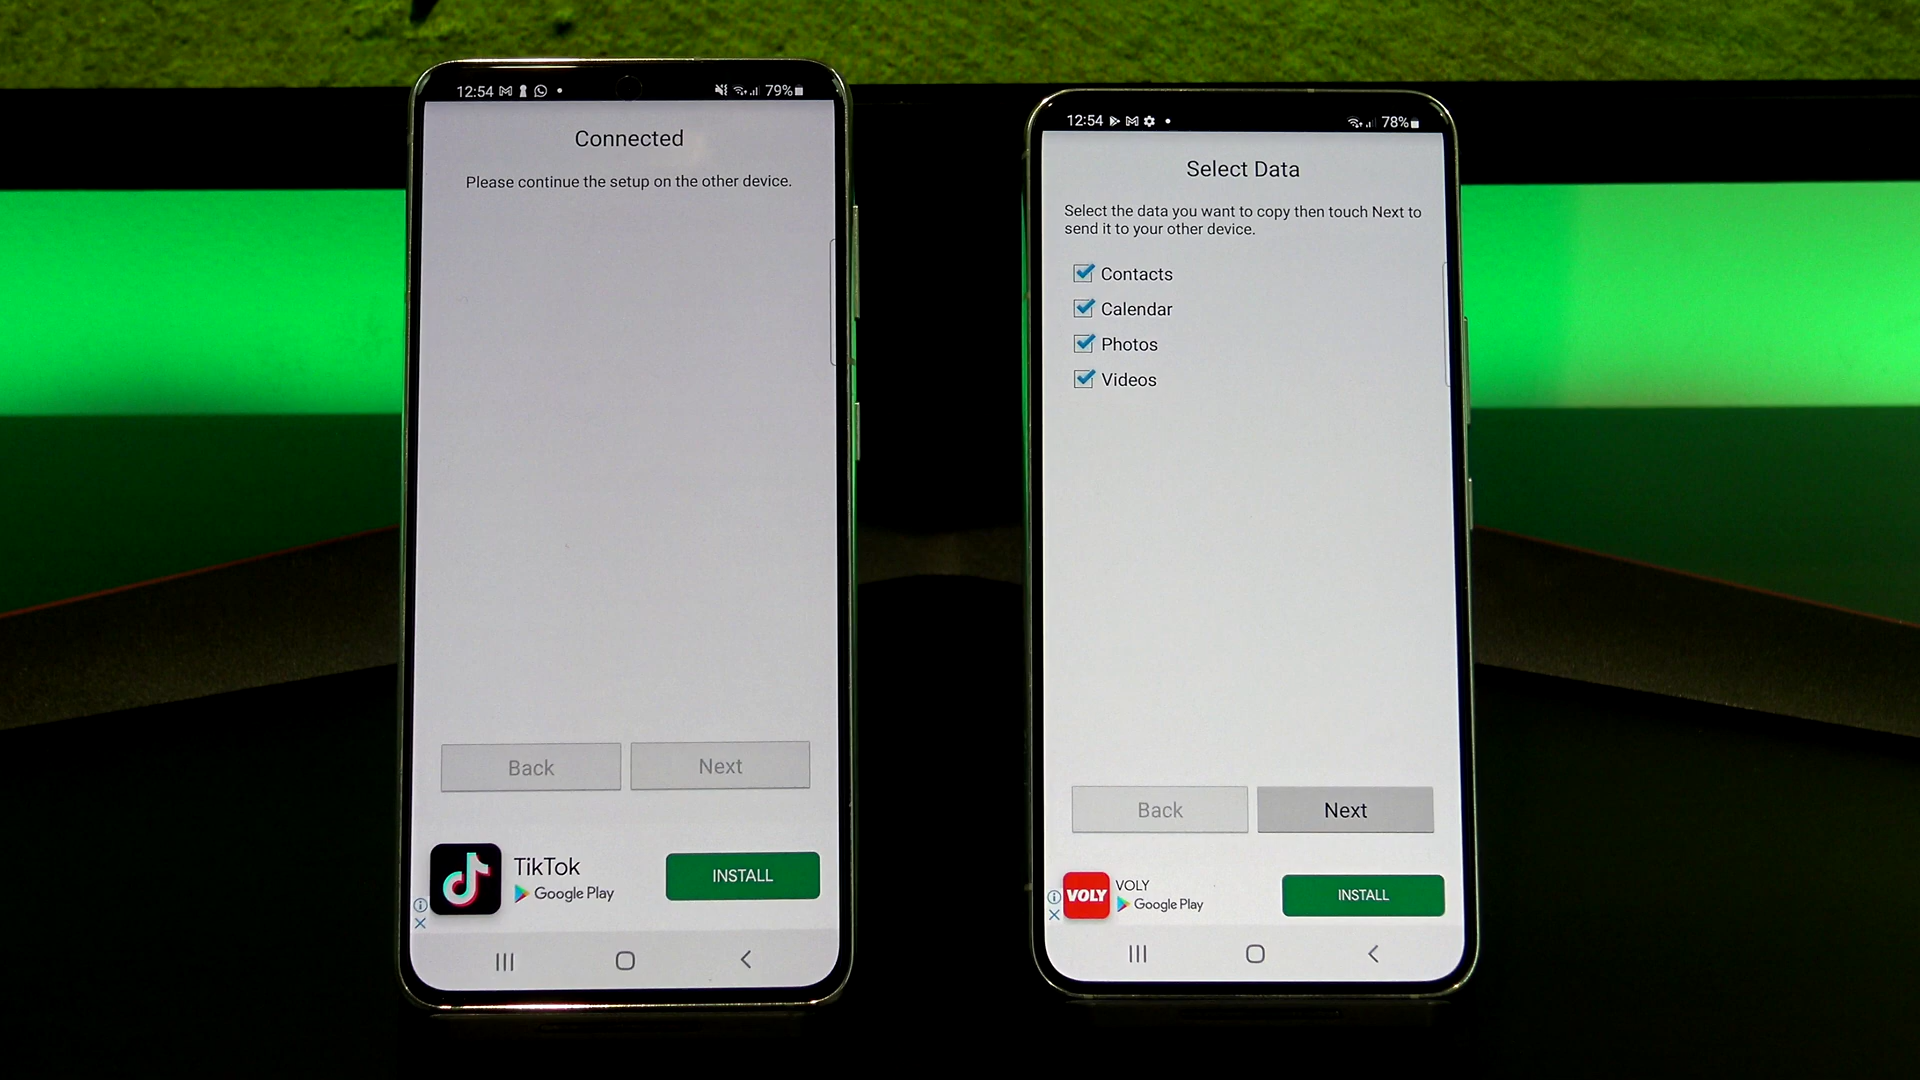 12:54
79%
Connected
Please continue the setup on the other device.
Back
Next
TikTok
Google Play
INSTALL
12:54
78%
Select Data
Select the data you want to copy then touch Next to
send it to your other device.
Contacts
Calendar
Photos
Videos
Back
Next
VOLY
VOLY
Google Play
INSTALL